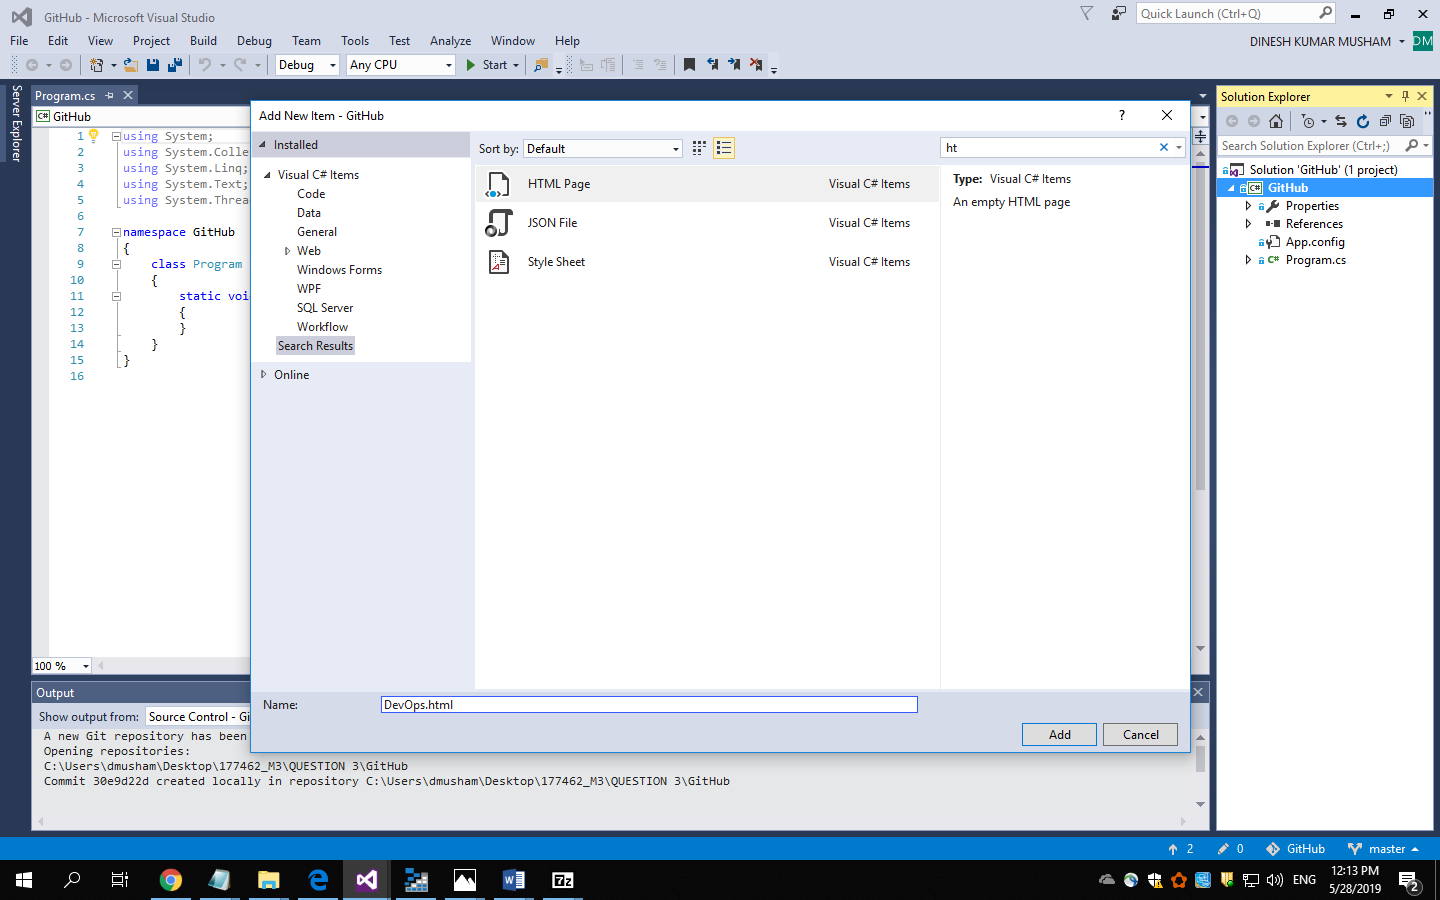 GitHub - Microsoft Visual Studio
Quick Launch (Ctrl+Q)
File Edit View Project Build Debug Team Tools Test Analyze Window Help
DINESH KUMAR MUSHAM DM
Debug Any CPU Start
Server Explorer
Program.cs
GitHub
1 using System;
2 using System.Colle
3 using System.Linq;
4 using System.Text;
5 using System.Threa
6
7 namespace GitHub
8 {
9 class Program
10 {
11 static voi
12 {
13 }
14 }
15 }
16
100 %
Add New Item - GitHub ?
Installed
Visual C# Items
Code
Data
General
Web
Windows Forms
WPF
SQL Server
Workflow
Search Results
Online
Sort by: Default
HTML Page Visual C# Items
JSON File Visual C# Items
Style Sheet Visual C# Items
ht
Type: Visual C# Items
An empty HTML page
Name: DevOps.html
Add Cancel
Solution Explorer
Search Solution Explorer (Ctrl+;)
Solution 'GitHub' (1 project)
C# GitHub
Properties
References
App.config
C# Program.cs
Output
Show output from: Source Control - Gi
A new Git repository has been
Opening repositories:
C:\Users\dmusham\Desktop\177462_M3\QUESTION 3\GitHub
Commit 30e9d22d created locally in repository C:\Users\dmusham\Desktop\177462_M3\QUESTION 3\GitHub
2 0 GitHub master
7z
ENG
12:13 PM
5/28/2019
2